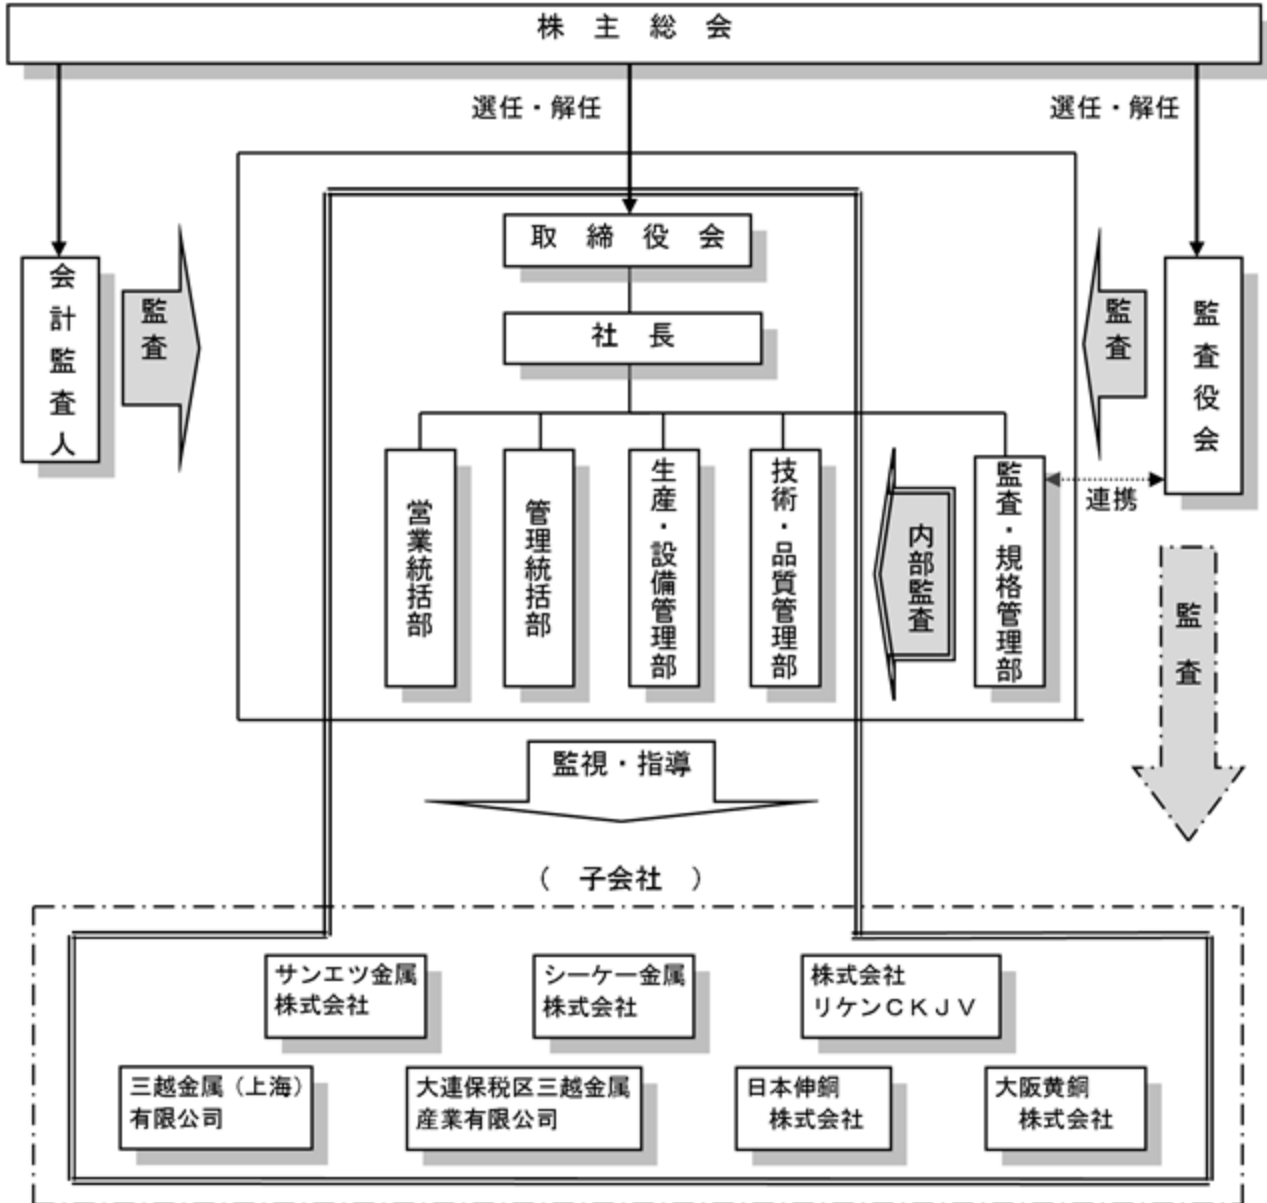 株 主 総 会
選任・解任
選任・解任
取 締 役 会
社 長
会計監査人
監査
監査
監査役会
営業統括部
管理統括部
生産・設備管理部
技術・品質管理部
内部監査
監査・規格管理部
連携
監査
監視・指導
（ 子会社 ）
サンエツ金属
株式会社
シーケー金属
株式会社
株式会社
リケンＣＫＪＶ
三越金属（上海）
有限公司
大連保税区三越金属
産業有限公司
日本伸銅
株式会社
大阪黄銅
株式会社